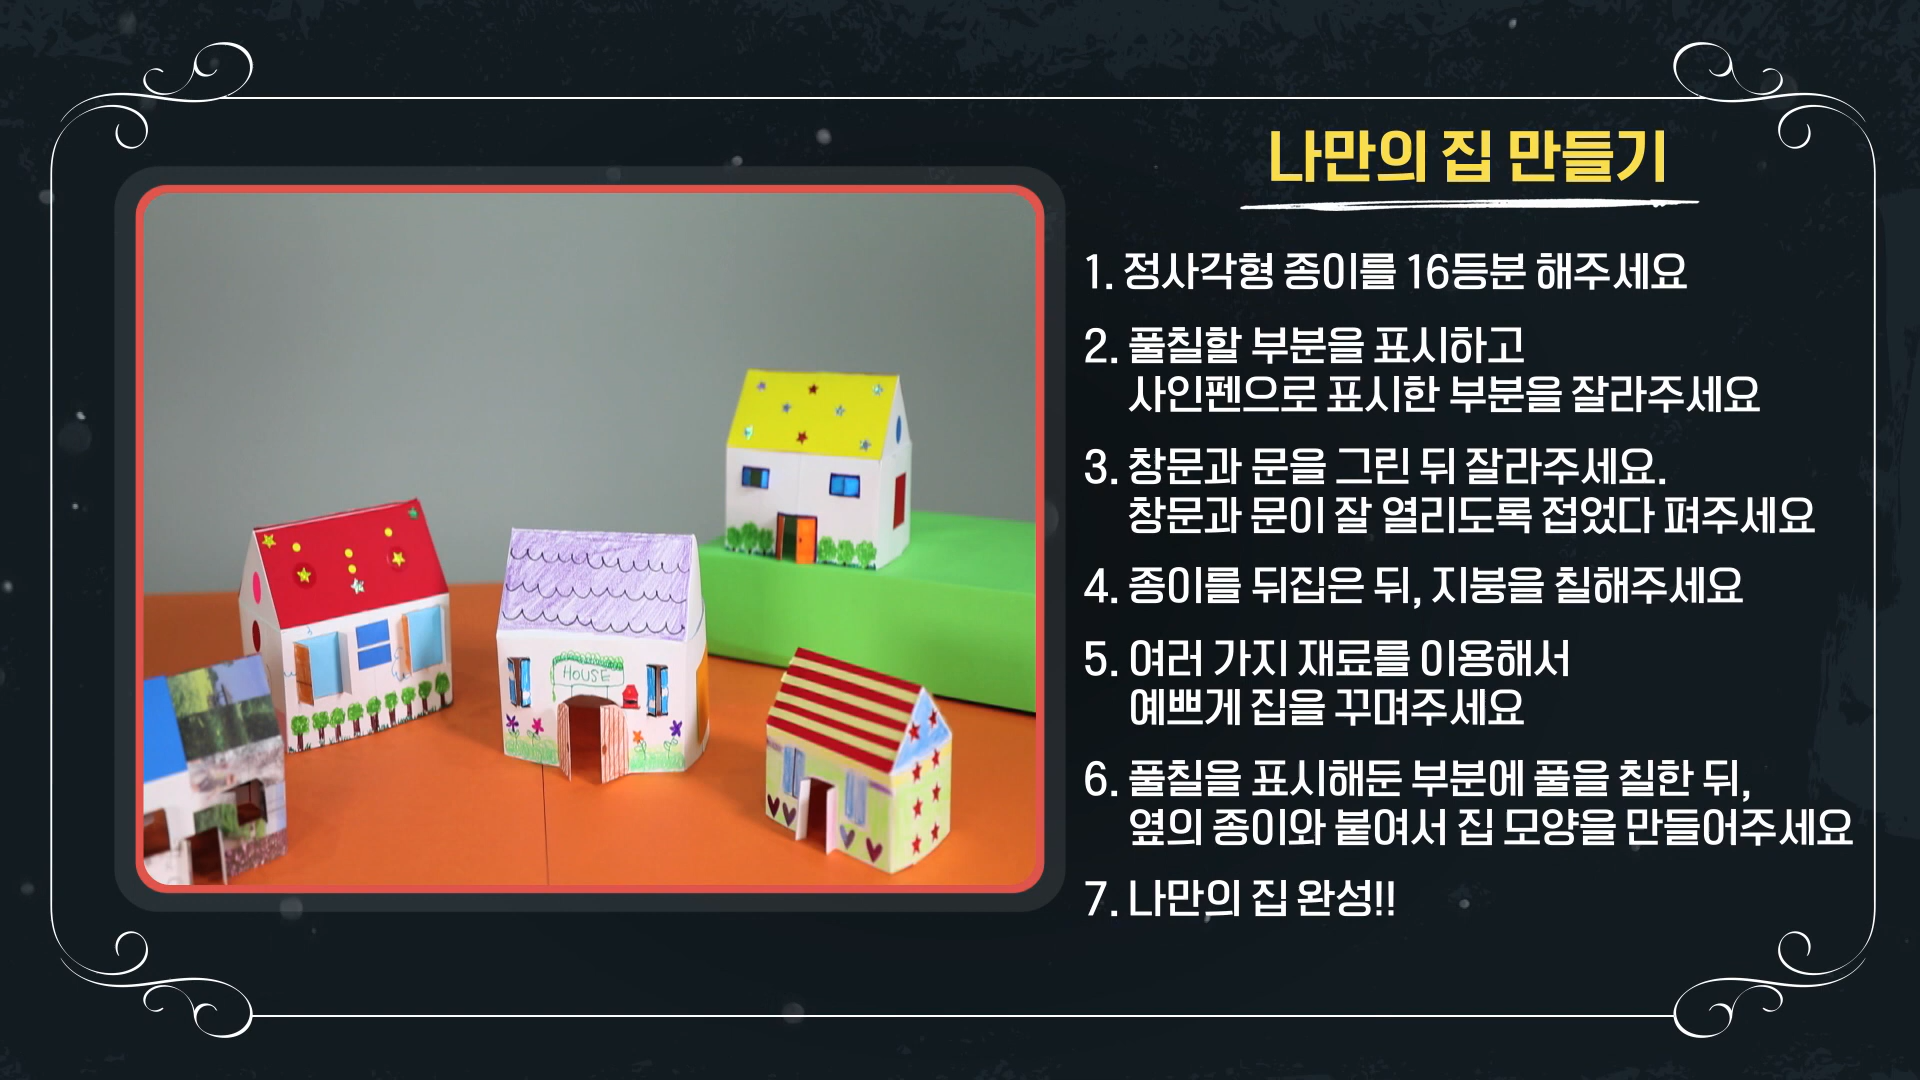 나만의 집 만들기
1. 정사각형 종이를 16등분 해주세요
2. 풀칠할 부분을 표시하고
사인펜으로 표시한 부분을 잘라주세요
3. 창문과 문을 그린 뒤 잘라주세요.
창문과 문이 잘 열리도록 접었다 펴주세요
4. 종이를 뒤집은 뒤, 지붕을 칠해주세요
5. 여러 가지 재료를 이용해서
예쁘게 집을 꾸며주세요
6. 풀칠을 표시해둔 부분에 풀을 칠한 뒤,
옆의 종이와 붙여서 집 모양을 만들어주세요
7. 나만의 집 완성!!
HOUSE